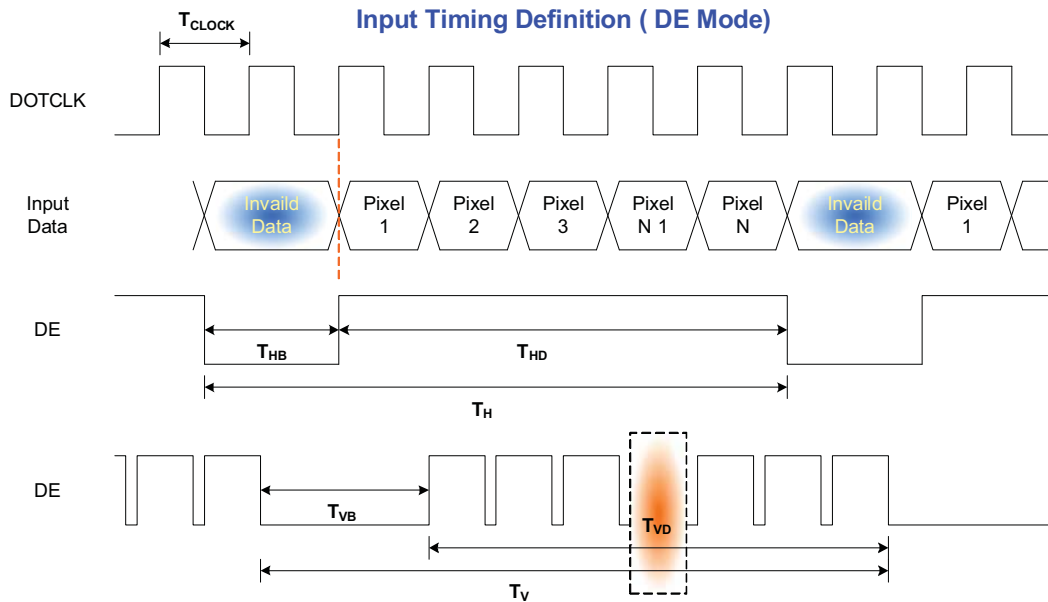 Input Timing Definition ( DE Mode)
TCLOCK
DOTCLK
Input
Data
Invaild
Data
Pixel
1
Pixel
2
Pixel
3
Pixel
N 1
Pixel
N
Invaild
Data
Pixel
1
DE
THB
THD
TH
DE
TVB
TVD
TV